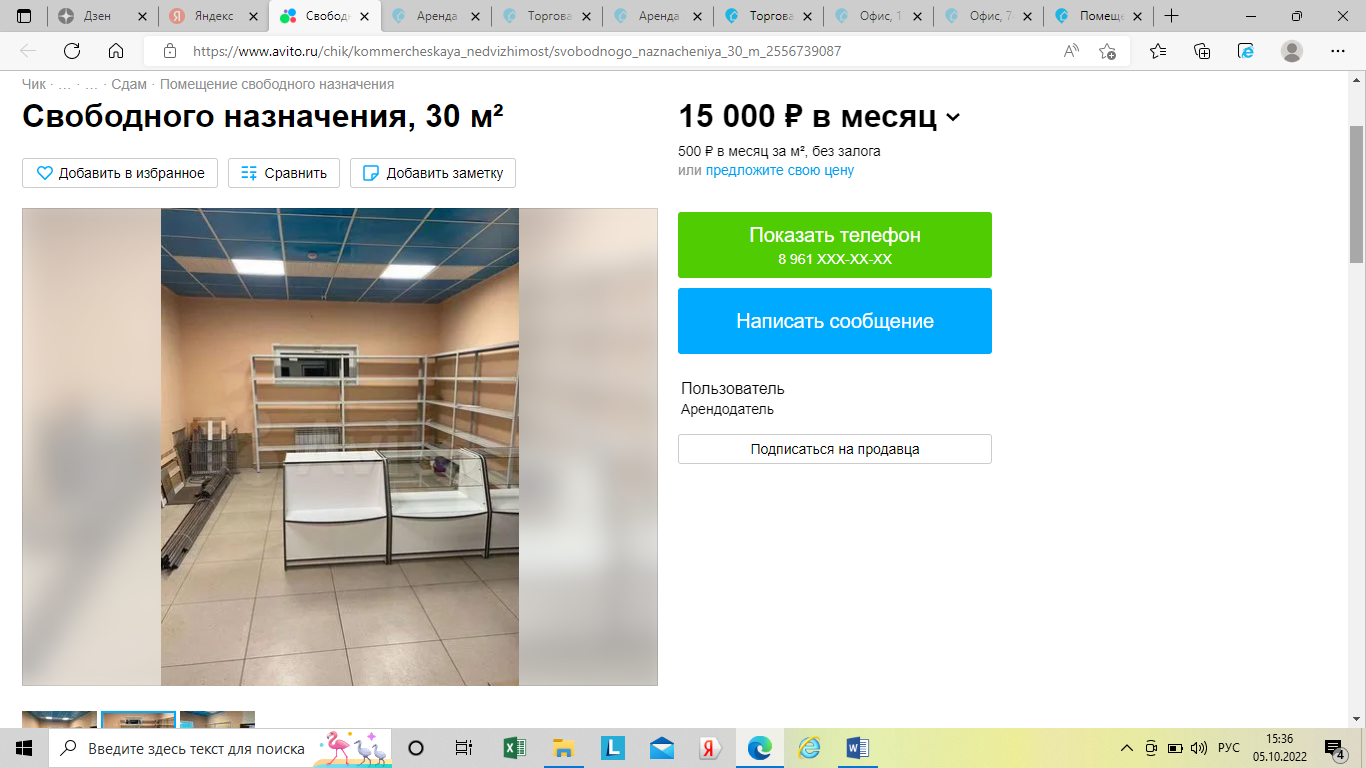 Дзен
Яндекс
Свободн
Аренда
Торгова
Аренда
Торгова
Офис, 1
Офис, 7
Помеще
https://www.avito.ru/chik/kommercheskaya_nedvizhimost/svobodnogo_naznacheniya_30_m_2556739087
Чик · ... · ... · Сдам · Помещение свободного назначения
Свободного назначения, 30 м²
15 000 ₽ в месяц
500 ₽ в месяц за м², без залога
или предложите свою цену
Добавить в избранное
Сравнить
Добавить заметку
Показать телефон
8 961 XXX-XX-XX
Написать сообщение
Пользователь
Арендодатель
Подписаться на продавца
Введите здесь текст для поиска
РУС
15:36
05.10.2022
4